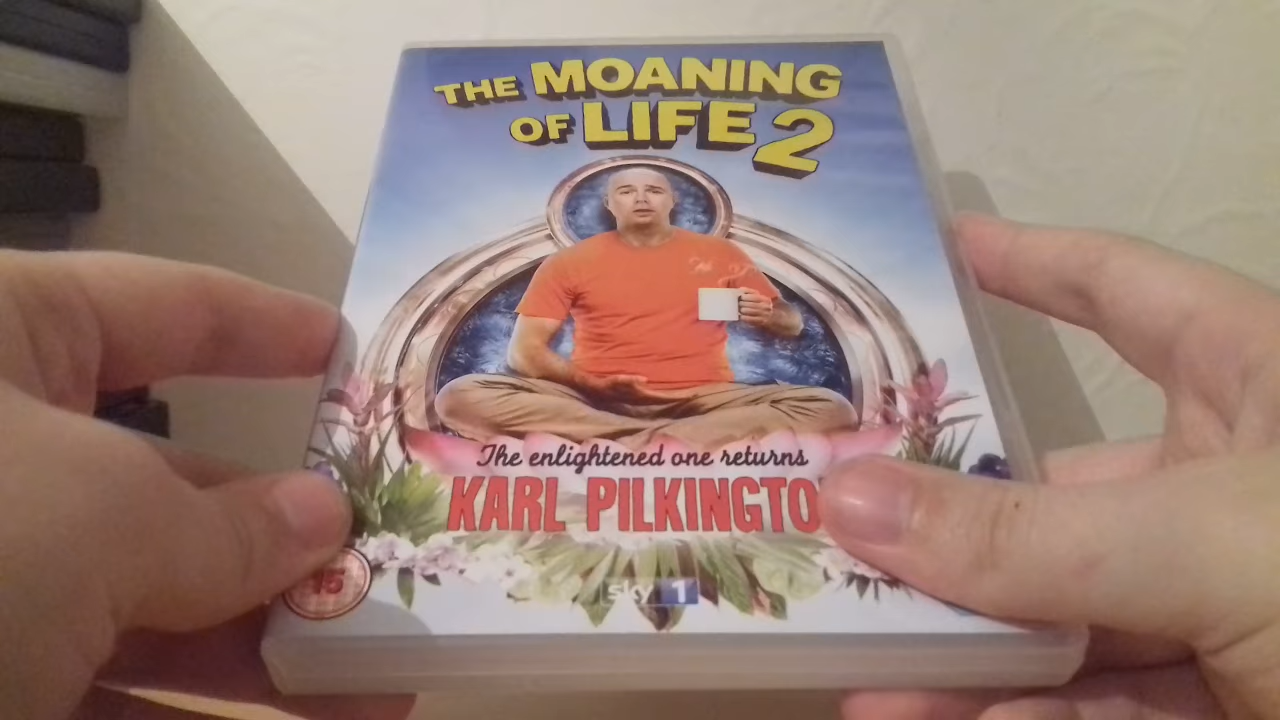 THE MOANING
OF LIFE 2
The enlightened one returns
KARL PILKINGTO
15
sky 1